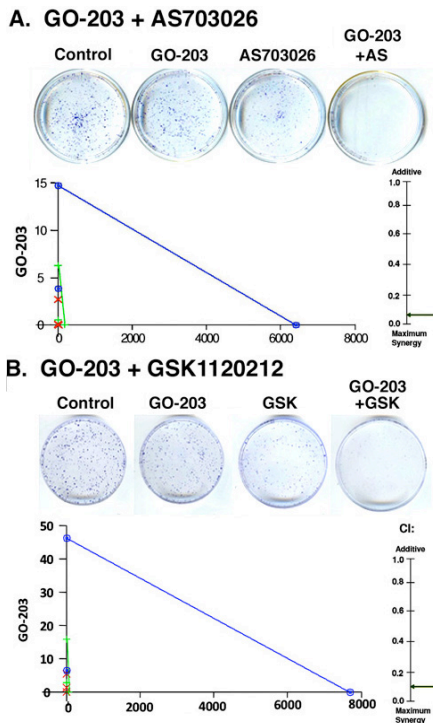 A. GO-203 + AS703026
Control GO-203 AS703026 GO-203 +AS
Additive
15
1.0
0.8
10
0.6
GO-203
0.4
5
0.2
0
0.0
0 2000 4000 6000 8000
Maximum
Synergy
B. GO-203 + GSK1120212
Control GO-203 GSK GO-203 +GSK
CI:
50
Additive
1.0
40
0.8
30
0.6
GO-203
20
0.4
10
0.2
0
0.0
0 2000 4000 6000 8000
Maximum
Synergy